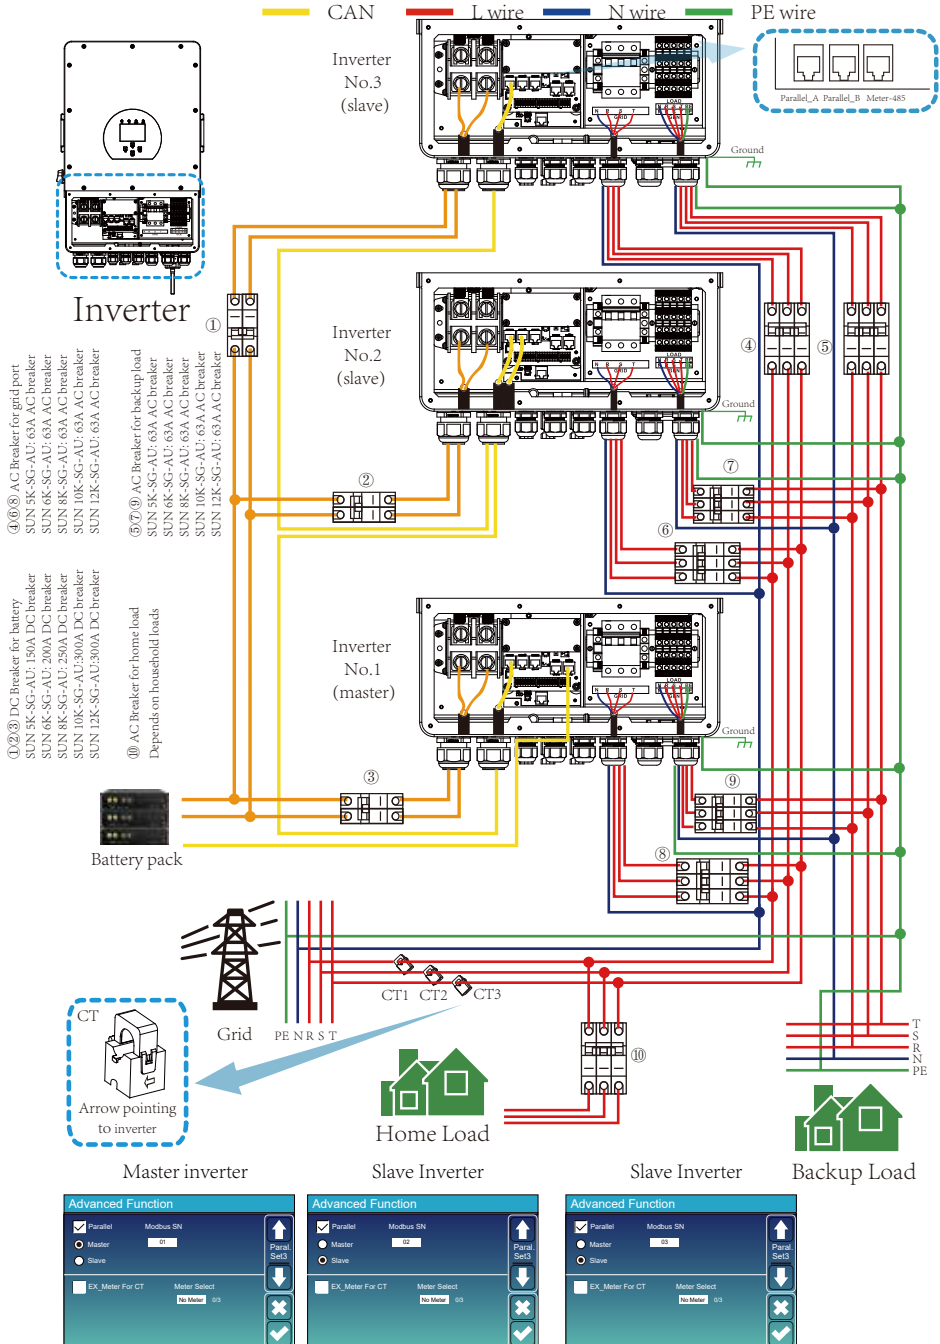 CAN
L wire
N wire
PE wire
Inverter
No.3
(slave)
Parallel_A
Parallel_B
Meter-485
N
R
S
T
GRID
LOAD
GEN
Ground
Inverter
①
Inverter
No.2
(slave)
④
⑤
GRID
LOAD
GEN
Ground
②
⑦
⑥
④⑥⑧ AC Breaker for grid port
SUN 5K-SG-AU: 63A AC breaker
SUN 6K-SG-AU: 63A AC breaker
SUN 8K-SG-AU: 63A AC breaker
SUN 10K-SG-AU: 63A AC breaker
SUN 12K-SG-AU: 63A AC breaker
⑤⑦⑨ AC Breaker for backup load
SUN 5K-SG-AU: 63A AC breaker
SUN 6K-SG-AU: 63A AC breaker
SUN 8K-SG-AU: 63A AC breaker
SUN 10K-SG-AU: 63A AC breaker
SUN 12K-SG-AU: 63A AC breaker
①②③ DC Breaker for battery
SUN 5K-SG-AU: 150A DC breaker
SUN 6K-SG-AU: 200A DC breaker
SUN 8K-SG-AU: 250A DC breaker
SUN 10K-SG-AU:300A DC breaker
SUN 12K-SG-AU:300A DC breaker
⑩ AC Breaker for home load
Depends on household loads
Inverter
No.1
(master)
GRID
LOAD
GEN
Ground
③
⑨
⑧
Battery pack
CT1
CT2
CT3
Grid
PE N R S T
CT
Arrow pointing
to inverter
⑩
Home Load
T
S
R
N
PE
Backup Load
Master inverter
Slave Inverter
Slave Inverter
Advanced Function
Parallel
Modbus SN
Master
01
Slave
Paral.
Set3
EX_Meter For CT
Meter Select
No Meter
0/3
Advanced Function
Parallel
Modbus SN
Master
02
Slave
Paral.
Set3
EX_Meter For CT
Meter Select
No Meter
0/3
Advanced Function
Parallel
Modbus SN
Master
03
Slave
Paral.
Set3
EX_Meter For CT
Meter Select
No Meter
0/3